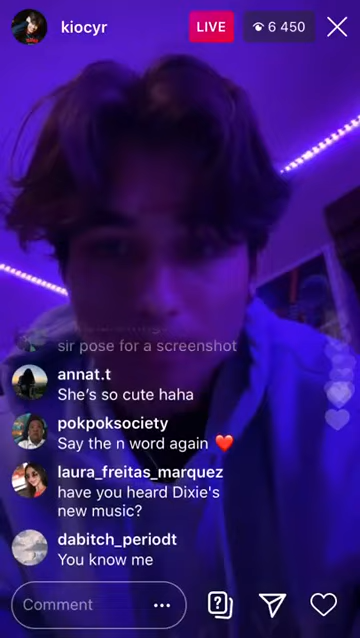 kiocyr
LIVE
6 450
sir pose for a screenshot
annat.t
She's so cute haha
pokpoksociety
Say the n word again ❤️
laura_freitas_marquez
have you heard Dixie's
new music?
dabitch_periodt
You know me
Comment